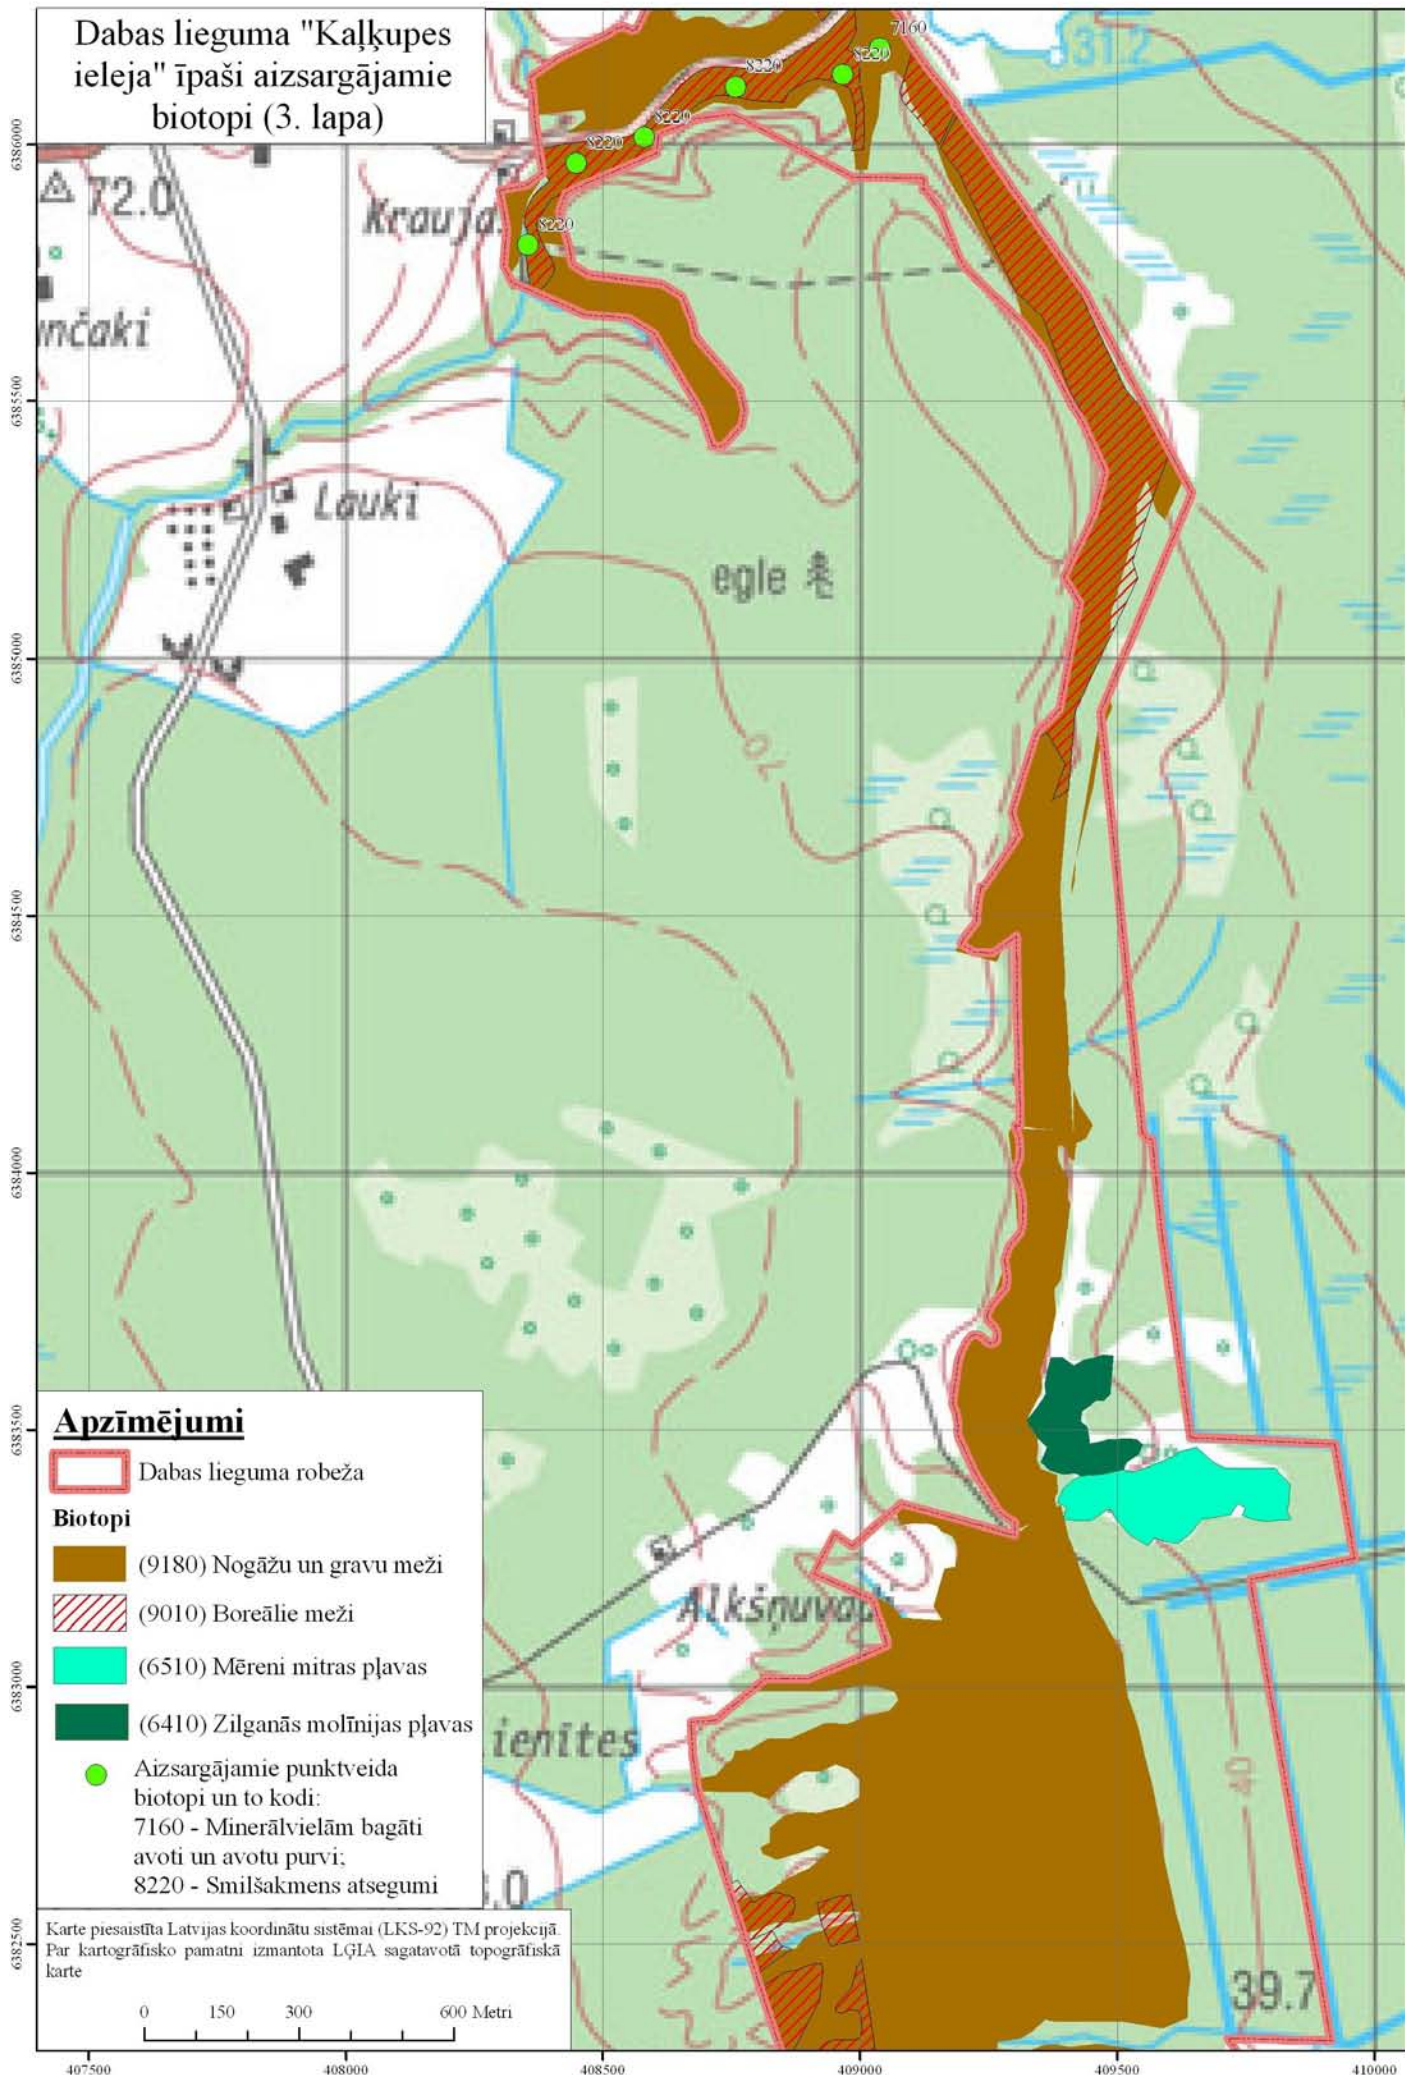 Dabas lieguma "Kaļķupes
ieleja" īpaši aizsargājamie
biotopi (3. lapa)
7160
8220
8220
8220
8220
8220
72.0
Krauja
Lauki
egle
70
40
39.7
6386000
6385500
6385000
6384500
6384000
6383500
6383000
6382500
Apzīmējumi
Dabas lieguma robeža
Biotopi
(9180) Nogāžu un gravu meži
(9010) Boreālie meži
(6510) Mēreni mitras pļavas
(6410) Zilganās molīnijas pļavas
Aizsargājamie punktveida
biotopi un to kodi:
7160 - Minerālvielām bagāti
avoti un avotu purvi;
8220 - Smilšakmens atsegumi
Karte piesaistīta Latvijas koordinātu sistēmai (LKS-92) TM projekcijā.
Par kartogrāfisko pamatni izmantota LĢIA sagatavotā topogrāfiskā
karte
0 150 300 600 Metri
407500 408000 408500 409000 409500 410000